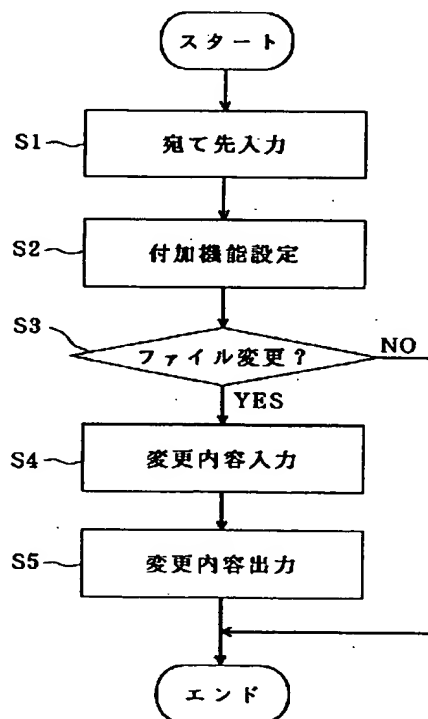 スタート
S1
宛て先入力
S2
付加機能設定
S3
ファイル変更?
NO
YES
S4
変更内容入力
S5
変更内容出力
エンド